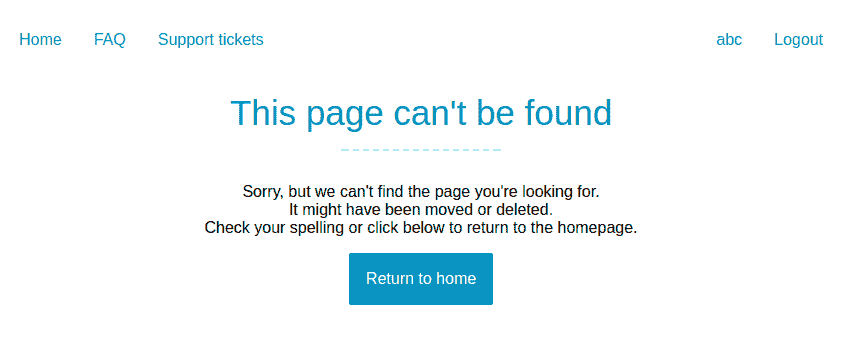 Home FAQ Support tickets abc Logout
This page can't be found
Sorry, but we can't find the page you're looking for.
It might have been moved or deleted.
Check your spelling or click below to return to the homepage.
Return to home